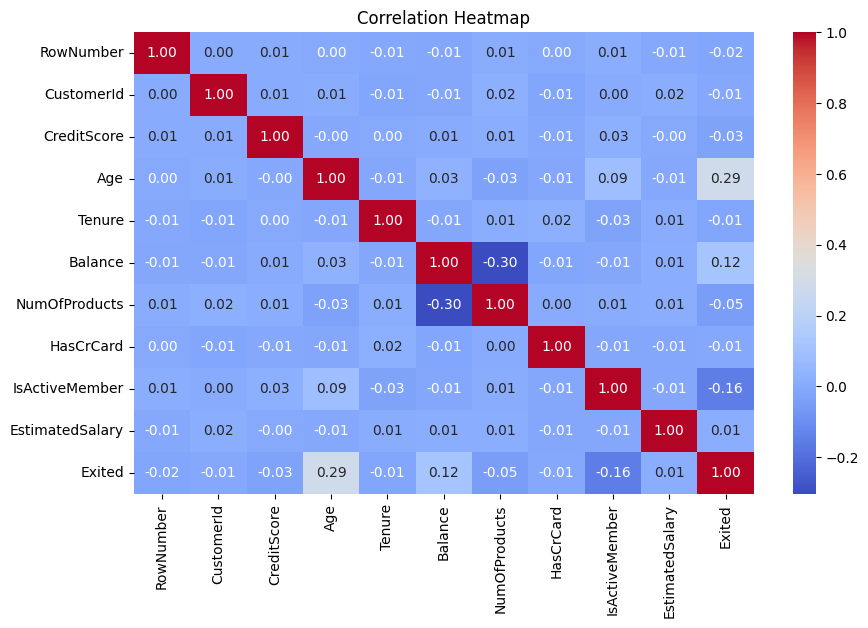 Correlation Heatmap
RowNumber 1.00 0.00 0.01 0.00 -0.01 -0.01 0.01 0.00 0.01 -0.01 -0.02
CustomerId 0.00 1.00 0.01 0.01 -0.01 -0.01 0.02 -0.01 0.00 0.02 -0.01
CreditScore 0.01 0.01 1.00 -0.00 0.00 0.01 0.01 -0.01 0.03 -0.00 -0.03
Age 0.00 0.01 -0.00 1.00 -0.01 0.03 -0.03 -0.01 0.09 -0.01 0.29
Tenure -0.01 -0.01 0.00 -0.01 1.00 -0.01 0.01 0.02 -0.03 0.01 -0.01
Balance -0.01 -0.01 0.01 0.03 -0.01 1.00 -0.30 -0.01 -0.01 0.01 0.12
NumOfProducts 0.01 0.02 0.01 -0.03 0.01 -0.30 1.00 0.00 0.01 0.01 -0.05
HasCrCard 0.00 -0.01 -0.01 -0.01 0.02 -0.01 0.00 1.00 -0.01 -0.01 -0.01
IsActiveMember 0.01 0.00 0.03 0.09 -0.03 -0.01 0.01 -0.01 1.00 -0.01 -0.16
EstimatedSalary -0.01 0.02 -0.00 -0.01 0.01 0.01 0.01 -0.01 -0.01 1.00 0.01
Exited -0.02 -0.01 -0.03 0.29 -0.01 0.12 -0.05 -0.01 -0.16 0.01 1.00
RowNumber
CustomerId
CreditScore
Age
Tenure
Balance
NumOfProducts
HasCrCard
IsActiveMember
EstimatedSalary
Exited
1.0
0.8
0.6
0.4
0.2
0.0
−0.2